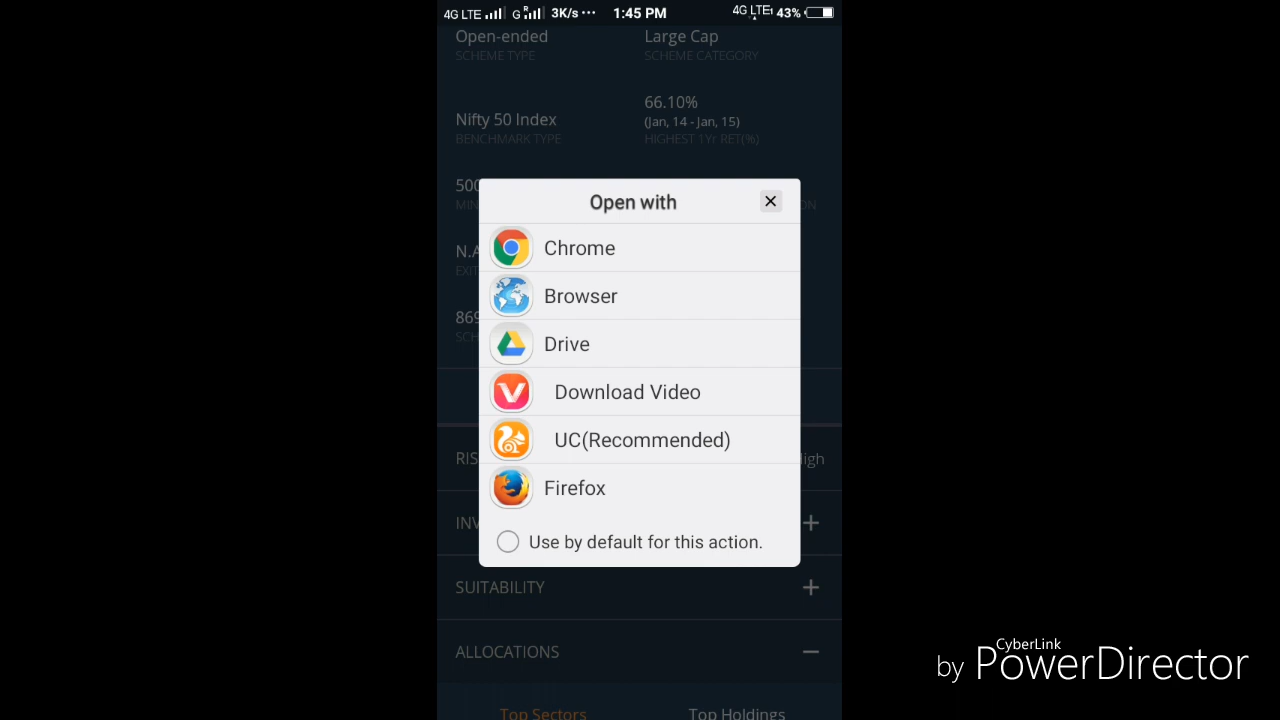 4G LTE G R 3K/s ... 1:45 PM 4G LTE 43%
Open-ended Large Cap
SCHEME TYPE SCHEME CATEGORY
66.10%
Nifty 50 Index (Jan, 14 - Jan, 15)
BENCHMARK TYPE HIGHEST 1Yr RET(%)
Open with
Chrome
Browser
Drive
Download Video
UC(Recommended)
Firefox
Use by default for this action.
SUITABILITY
ALLOCATIONS
Top Sectors Top Holdings
by CyberLink PowerDirector